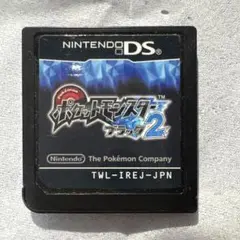 NINTENDO DS
ポケットモンスター
ブラック2
TM
Nintendo The Pokémon Company
TWL-IREJ-JPN